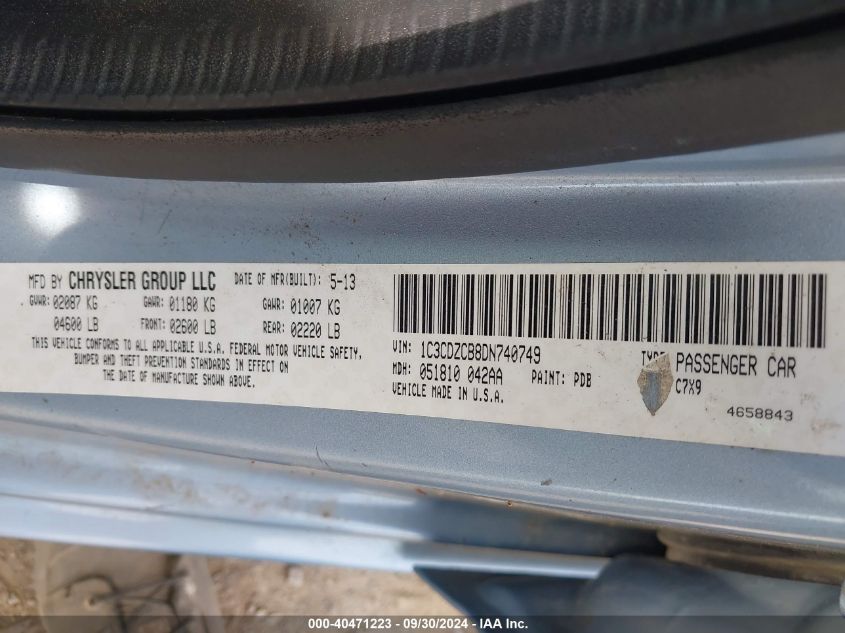 MFD BY CHRYSLER GROUP LLC DATE OF MFR(BUILT): 5-13
GVWR: 02087 KG GAWR: 01180 KG GAWR: 01007 KG
04600 LB FRONT: 02600 LB REAR: 02220 LB
THIS VEHICLE CONFORMS TO ALL APPLICABLE U.S.A. FEDERAL MOTOR VEHICLE SAFETY,
BUMPER AND THEFT PREVENTION STANDARDS IN EFFECT ON
THE DATE OF MANUFACTURE SHOWN ABOVE.
VIN: 1C3CDZCB8DN740749 TYPE PASSENGER CAR
MDH: 051810 042AA PAINT: PDB C7X9
VEHICLE MADE IN U.S.A. 4658843
000-40471223 - 09/30/2024 - IAA Inc.